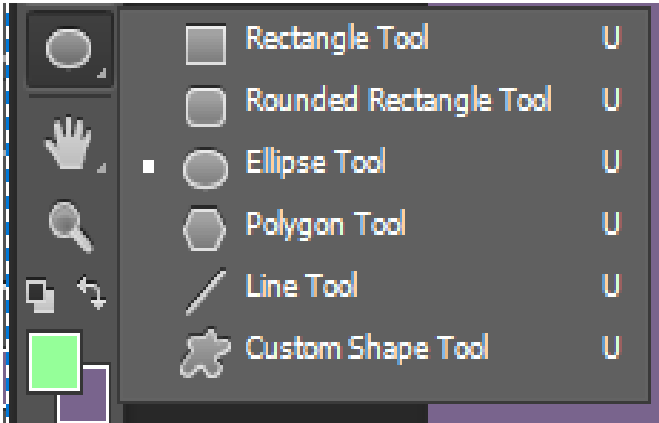 Rectangle Tool U
Rounded Rectangle Tool U
Ellipse Tool U
Polygon Tool U
Line Tool U
Custom Shape Tool U